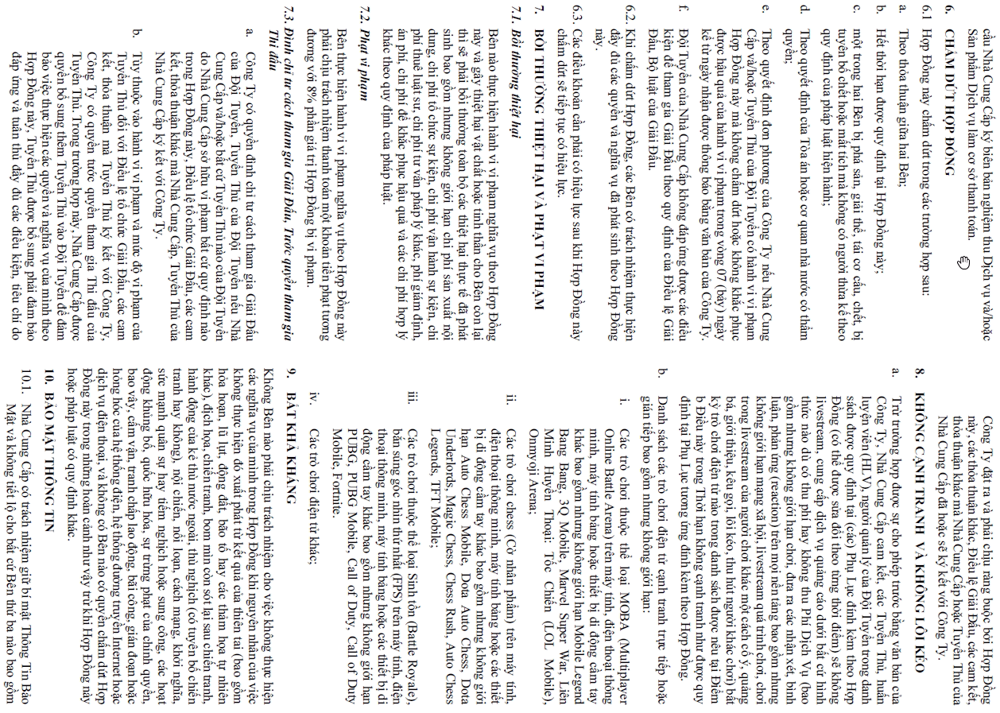 cầu Sản phẩm Dịch vụ và/hoặc ký biên bản nghiệm thu Dịch Vụ và/hoặc
Sản phẩm Dịch vụ làm cơ sở thanh toán.
6. CHẤM DỨT HỢP ĐỒNG
6.1 Hợp Đồng này chấm dứt trong các trường hợp sau:
a. Theo thỏa thuận giữa hai Bên;
b. Hết thời hạn được quy định tại Hợp Đồng này;
c. một trong hai Bên bị phá sản, giải thể, tái cơ cấu, chết, bị
tuyên bố chết hoặc mất tích mà không có người thừa kế theo
quy định của pháp luật hiện hành;
d. Theo quyết định của Tòa án hoặc cơ quan nhà nước có thẩm
quyền;
e. Theo quyết định đơn phương của Công Ty nếu Nhà Cung
Cấp và/hoặc Tuyển Thủ của Đội Tuyển có hành vi vi phạm
Hợp Đồng này mà không chấm dứt hoặc không khắc phục
được hậu quả của hành vi vi phạm trong vòng 07 (bảy) ngày
kể từ ngày nhận được thông báo bằng văn bản của Công Ty.
f. Đội Tuyển của Nhà Cung Cấp không đáp ứng được các điều
kiện để tham gia Giải Đấu theo quy định của Điều lệ Giải
Đấu, Bộ luật của Giải Đấu.
6.2. Khi chấm dứt Hợp Đồng, các Bên có trách nhiệm thực hiện
đầy đủ các quyền và nghĩa vụ đã phát sinh theo Hợp Đồng
này.
6.3. Các điều khoản cần phải có hiệu lực sau khi Hợp Đồng này
chấm dứt sẽ tiếp tục có hiệu lực.
7. BỒI THƯỜNG THIỆT HẠI VÀ PHẠT VI PHẠM
7.1. Bồi thường thiệt hại
Bên nào thực hiện hành vi vi phạm nghĩa vụ theo Hợp Đồng
này và gây thiệt hại vật chất hoặc tinh thần cho Bên còn lại
thì sẽ phải bồi thường toàn bộ các thiệt hại thực tế đã phát
sinh bao gồm nhưng không giới hạn chi phí sản xuất nội
dung, chi phí tổ chức sự kiện, chi phí vận hành sự kiện, chi
phí thuê luật sư, chi phí tư vấn pháp lý khác, phí giám định,
án phí, chi phí để khắc phục hậu quả và các chi phí hợp lý
khác theo quy định của pháp luật.
7.2. Phạt vi phạm
Bên thực hiện hành vi vi phạm nghĩa vụ theo Hợp Đồng này
phải chịu trách nhiệm thanh toán một khoản tiền phạt tương
đương với 8% phần giá trị Hợp Đồng bị vi phạm.
7.3. Đình chỉ tư cách tham gia Giải Đấu, Tước quyền tham gia
Thi đấu
a. Công Ty có quyền đình chỉ tư cách tham gia Giải Đấu
của Đội Tuyển, Tuyển Thủ của Đội Tuyển nếu Nhà
Cung Cấp và/hoặc bất cứ Tuyển Thủ nào của Đội Tuyển
do Nhà Cung Cấp sở hữu vi phạm bất cứ quy định nào
trong Hợp Đồng này, Điều lệ tổ chức Giải Đấu, các cam
kết, thỏa thuận khác mà Nhà Cung Cấp, Tuyển Thủ của
Nhà Cung Cấp ký kết với Công Ty.
b. Tùy thuộc vào hành vi vi phạm và mức độ vi phạm của
Tuyển Thủ đối với Điều lệ tổ chức Giải Đấu, các cam
kết, thỏa thuận mà Tuyển Thủ ký kết với Công Ty,
Công Ty có quyền tước quyền tham gia Thi đấu của
Tuyển Thủ. Trong trường hợp này, Nhà Cung Cấp được
quyền bổ sung thêm Tuyển Thủ vào Đội Tuyển để đảm
bảo việc thực hiện các quyền và nghĩa vụ của mình theo
Hợp Đồng này, Tuyển Thủ được bổ sung phải đảm bảo
đáp ứng và tuân thủ đầy đủ các điều kiện, tiêu chí do
Công Ty đặt ra và phải chịu ràng buộc bởi Hợp Đồng
này, các thỏa thuận khác, Điều lệ Giải Đấu, các cam kết,
thỏa thuận khác mà Nhà Cung Cấp hoặc Tuyển Thủ của
Nhà Cung Cấp đã hoặc sẽ ký kết với Công Ty.
8. KHÔNG CẠNH TRANH VÀ KHÔNG LÔI KÉO
a. Trừ trường hợp được sự cho phép trước bằng văn bản của
Công Ty, Nhà Cung Cấp cam kết, các Tuyển Thủ, huấn
luyện viên (HLV), người quản lý của Đội Tuyển trong danh
sách được quy định tại (các) Phụ Lục đính kèm theo Hợp
Đồng (có thể được sửa đổi theo từng thời điểm) sẽ không
livestream, cung cấp dịch vụ quảng cáo dưới bất cứ hình
thức nào dù có thu phí hay không thu Phí Dịch Vụ (bao
gồm nhưng không giới hạn chơi, đưa ra các nhận xét, bình
luận, phản ứng (reaction) trên mọi nền tảng bao gồm nhưng
không giới hạn mạng xã hội, livestream quá trình chơi, chơi
trong livestream của người chơi khác một cách cố ý, quảng
bá, giới thiệu, kêu gọi, lôi kéo, thu hút người khác chơi) bất
kỳ trò chơi điện tử nào trong danh sách được nêu tại Điểm
b Điều này trong Thời hạn không cạnh tranh như được quy
định tại Phụ Lục tương ứng đính kèm theo Hợp Đồng.
b. Danh sách các trò chơi điện tử cạnh tranh trực tiếp hoặc
gián tiếp bao gồm nhưng không giới hạn:
i. Các trò chơi thuộc thể loại MOBA (Multiplayer
Online Battle Arena) trên máy tính, điện thoại thông
minh, máy tính bảng hoặc thiết bị di động cầm tay
khác bao gồm nhưng không giới hạn Mobile Legend
Bang Bang, 3Q Mobile, Marvel Super War, Liên
Minh Huyền Thoại: Tốc Chiến (LOL Mobile),
Onmyoji Arena;
ii. Các trò chơi chess (Cờ nhân phẩm) trên máy tính,
điện thoại thông minh, máy tính bảng hoặc các thiết
bị di động cầm tay khác bao gồm nhưng không giới
hạn Auto Chess Mobile, Dota Auto Chess, Dota
Underlords, Magic Chess, Chess Rush, Auto Chess
Legends, TFT Mobile;
iii. Các trò chơi thuộc thể loại Sinh tồn (Battle Royale),
bắn súng góc nhìn thứ nhất (FPS) trên máy tính, điện
thoại thông minh, máy tính bảng hoặc các thiết bị di
động cầm tay khác bao gồm nhưng không giới hạn
PUBG, PUBG Mobile, Call of Duty, Call of Duty
Mobile, Fortnite.
iv. Các trò chơi điện tử khác;
9. BẤT KHẢ KHÁNG
Không Bên nào phải chịu trách nhiệm cho việc không thực hiện
các nghĩa vụ của mình trong Hợp Đồng khi nguyên nhân của việc
không thực hiện đó xuất phát từ kết quả của thiên tai (bao gồm
hỏa hoạn, lũ lụt, động đất, bão tố hay các thảm họa tự nhiên
khác), địch họa, chiến tranh, bom mìn còn sót lại sau chiến tranh,
hành động của kẻ thù nước ngoài, thù nghịch (có tuyên bố chiến
tranh hay không), nội chiến, nổi loạn, cách mạng, khởi nghĩa,
sức mạnh quân sự hay tiếm nghịch hoặc sung công, các hoạt
động khủng bố, quốc hữu hóa, sự trừng phạt của chính quyền,
bao vây, cấm vận, tranh chấp lao động, bãi công, gián đoạn hoặc
hỏng hóc của hệ thống điện, hệ thống đường truyền Internet hoặc
dịch vụ điện thoại, và không có Bên nào có quyền chấm dứt Hợp
Đồng này trong những hoàn cảnh như vậy trừ khi Hợp Đồng này
hoặc pháp luật có quy định khác.
10. BẢO MẬT THÔNG TIN
10.1. Nhà Cung Cấp có trách nhiệm giữ bí mật Thông Tin Bảo
Mật và không tiết lộ cho bất cứ Bên thứ ba nào bao gồm